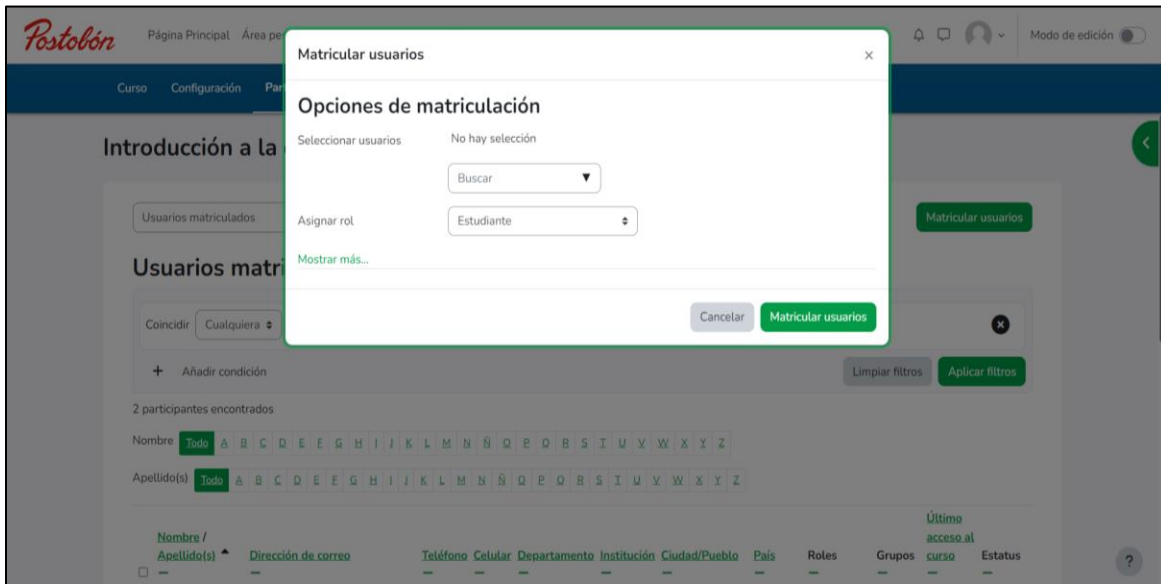 Postobón Página Principal Área pe Modo de edición
Matricular usuarios ×
Curso Configuración Par
Opciones de matriculación
Seleccionar usuarios No hay selección
Introducción a la
Buscar ▼
Usuarios matriculados Asignar rol Estudiante Matricular usuarios
Mostrar más...
Usuarios matri
Cancelar Matricular usuarios
Coincidir Cualquiera
+ Añadir condición Limpiar filtros Aplicar filtros
2 participantes encontrados
Nombre Todo A B C D E F G H I J K L M N Ñ O P Q R S T U V W X Y Z
Apellido(s) Todo A B C D E F G H I J K L M N Ñ O P Q R S T U V W X Y Z
Nombre / Apellido(s) Dirección de correo Teléfono Celular Departamento Institución Ciudad/Pueblo País Roles Grupos Último acceso al curso Estatus
?